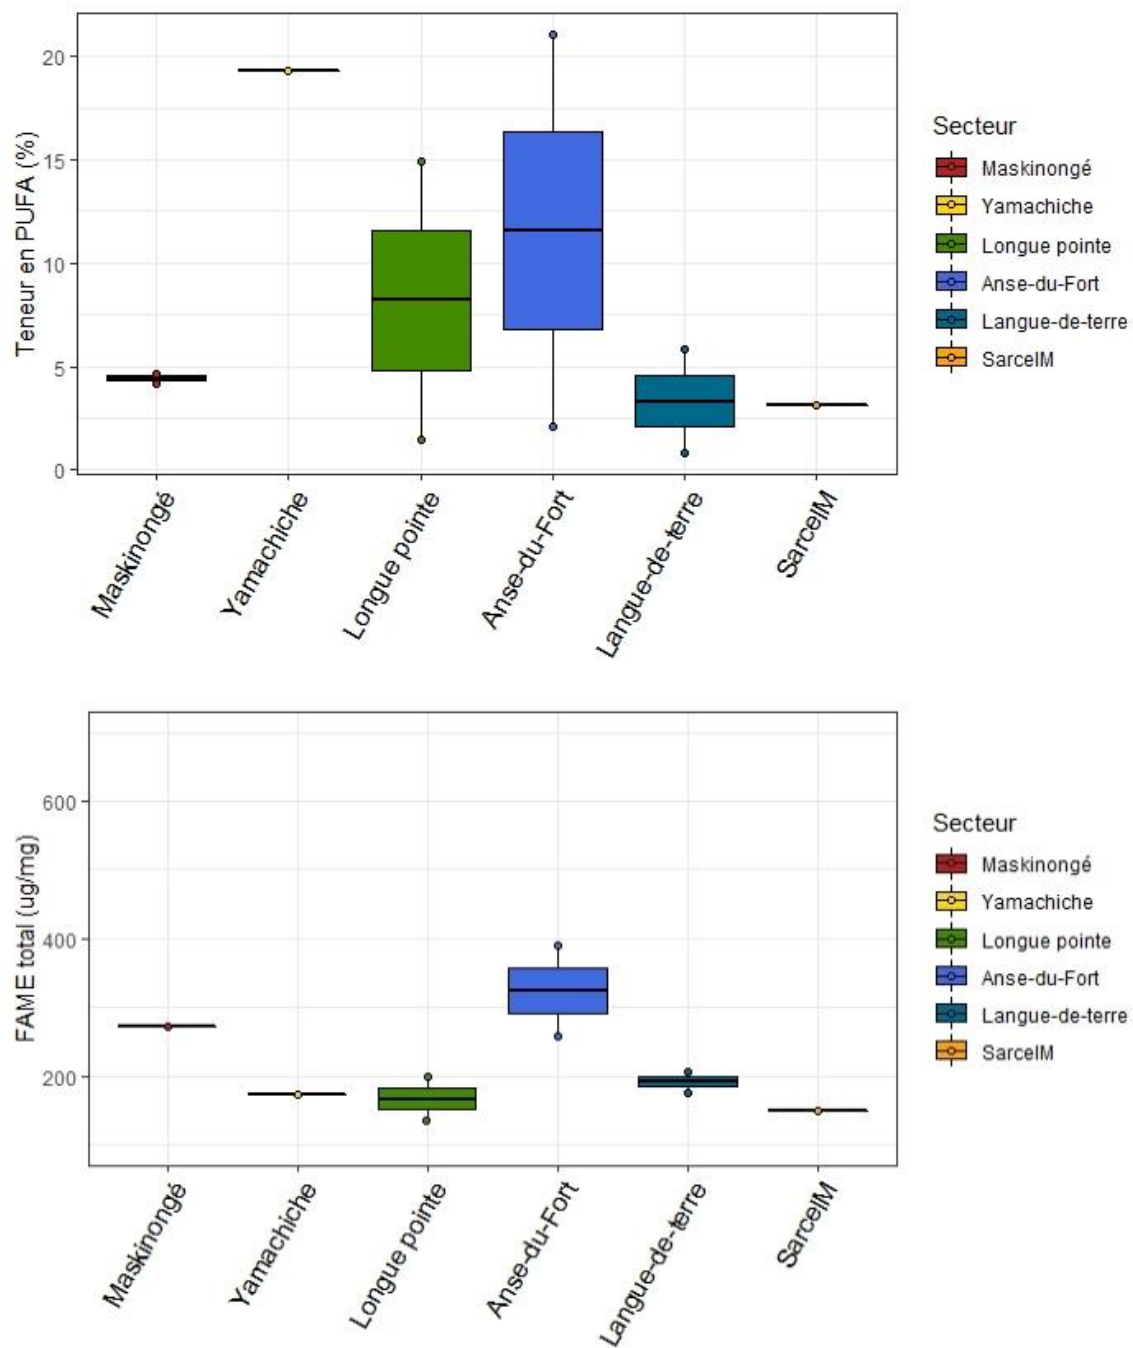 Teneur en PUFA (%)
20
15
10
5
0
Maskinongé
Yamachiche
Longue pointe
Anse-du-Fort
Langue-de-terre
SarcelM
Secteur
Maskinongé
Yamachiche
Longue pointe
Anse-du-Fort
Langue-de-terre
SarcelM
FAME total (ug/mg)
600
400
200
Maskinongé
Yamachiche
Longue pointe
Anse-du-Fort
Langue-de-terre
SarcelM
Secteur
Maskinongé
Yamachiche
Longue pointe
Anse-du-Fort
Langue-de-terre
SarcelM